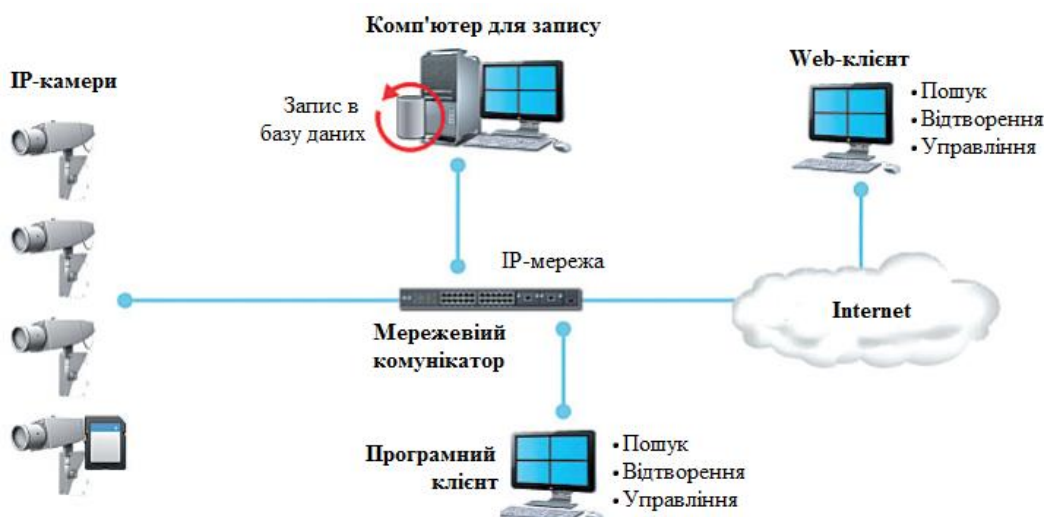 Комп'ютер для запису
IP-камери
Запис в
базу даних
Web-клієнт
• Пошук
• Відтворення
• Управління
IP-мережа
Мережевіий
комунікатор
Internet
Програмний
клієнт
• Пошук
• Відтворення
• Управління